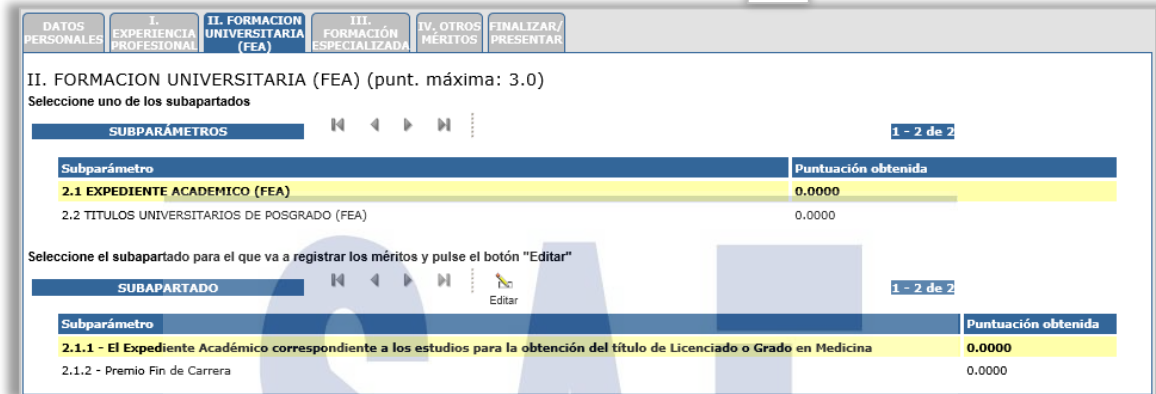 DATOS PERSONALES
I. EXPERIENCIA PROFESIONAL
II. FORMACION UNIVERSITARIA (FEA)
III. FORMACIÓN ESPECIALIZADA
IV. OTROS MÉRITOS
FINALIZAR/ PRESENTAR
II. FORMACION UNIVERSITARIA (FEA) (punt. máxima: 3.0)
Seleccione uno de los subapartados
SUBPARÁMETROS 1 - 2 de 2
Subparámetro Puntuación obtenida
2.1 EXPEDIENTE ACADEMICO (FEA) 0.0000
2.2 TITULOS UNIVERSITARIOS DE POSGRADO (FEA) 0.0000
Seleccione el subapartado para el que va a registrar los méritos y pulse el botón "Editar"
SUBAPARTADO Editar 1 - 2 de 2
Subparámetro Puntuación obtenida
2.1.1 - El Expediente Académico correspondiente a los estudios para la obtención del título de Licenciado o Grado en Medicina 0.0000
2.1.2 - Premio Fin de Carrera 0.0000